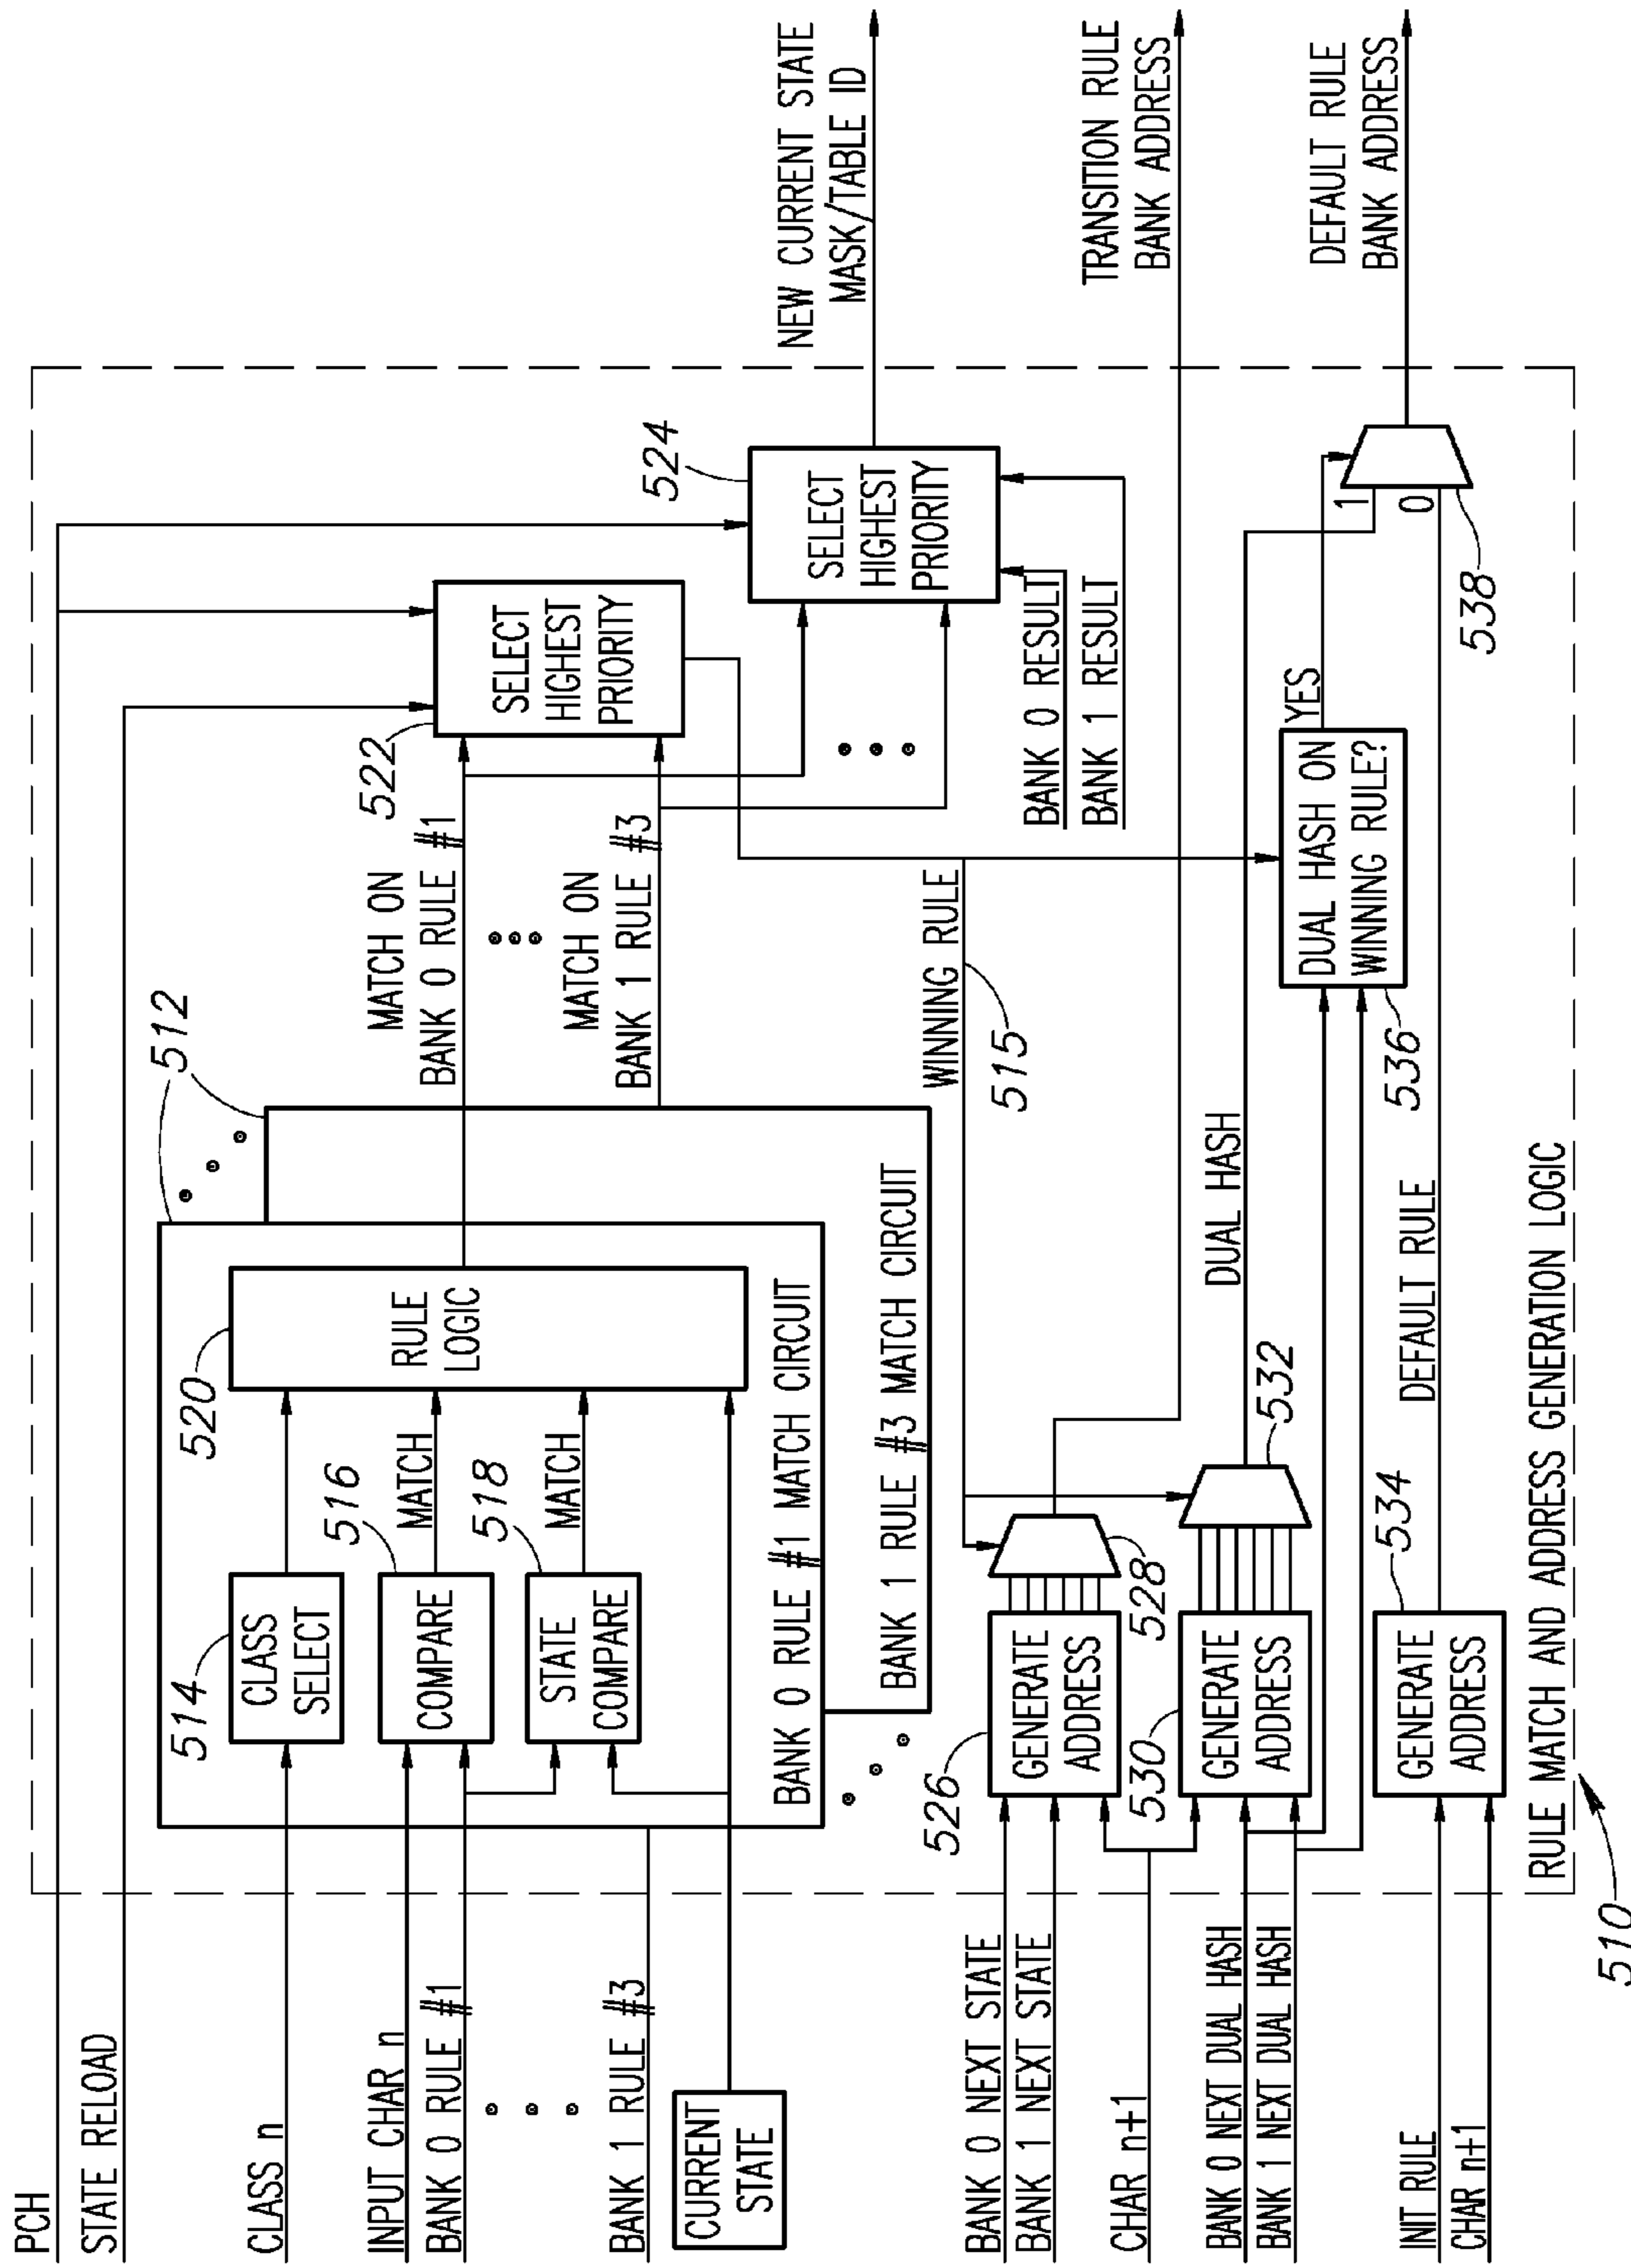 PCH
STATE RELOAD
CLASS n
INPUT CHAR n
BANK 0 RULE #1
BANK 1 RULE #3
CURRENT
STATE
BANK 0 NEXT STATE
BANK 1 NEXT STATE
CHAR n+1
BANK 0 NEXT DUAL HASH
BANK 1 NEXT DUAL HASH
INIT RULE
CHAR n+1
510
512
514
CLASS
SELECT
516
COMPARE
MATCH
518
STATE
COMPARE
MATCH
520
RULE
LOGIC
BANK 0 RULE #1 MATCH CIRCUIT
BANK 1 RULE #3 MATCH CIRCUIT
526
GENERATE
ADDRESS
528
530
GENERATE
ADDRESS
532
534
GENERATE
ADDRESS
RULE MATCH AND ADDRESS GENERATION LOGIC
MATCH ON
BANK 0 RULE #1
MATCH ON
BANK 1 RULE #3
WINNING RULE
515
DUAL HASH
DEFAULT RULE
522
SELECT
HIGHEST
PRIORITY
524
SELECT
HIGHEST
PRIORITY
BANK 0 RESULT
BANK 1 RESULT
DUAL HASH ON
WINNING RULE?
YES
536
1
0
538
NEW CURRENT STATE
MASK/TABLE ID
TRANSITION RULE
BANK ADDRESS
DEFAULT RULE
BANK ADDRESS